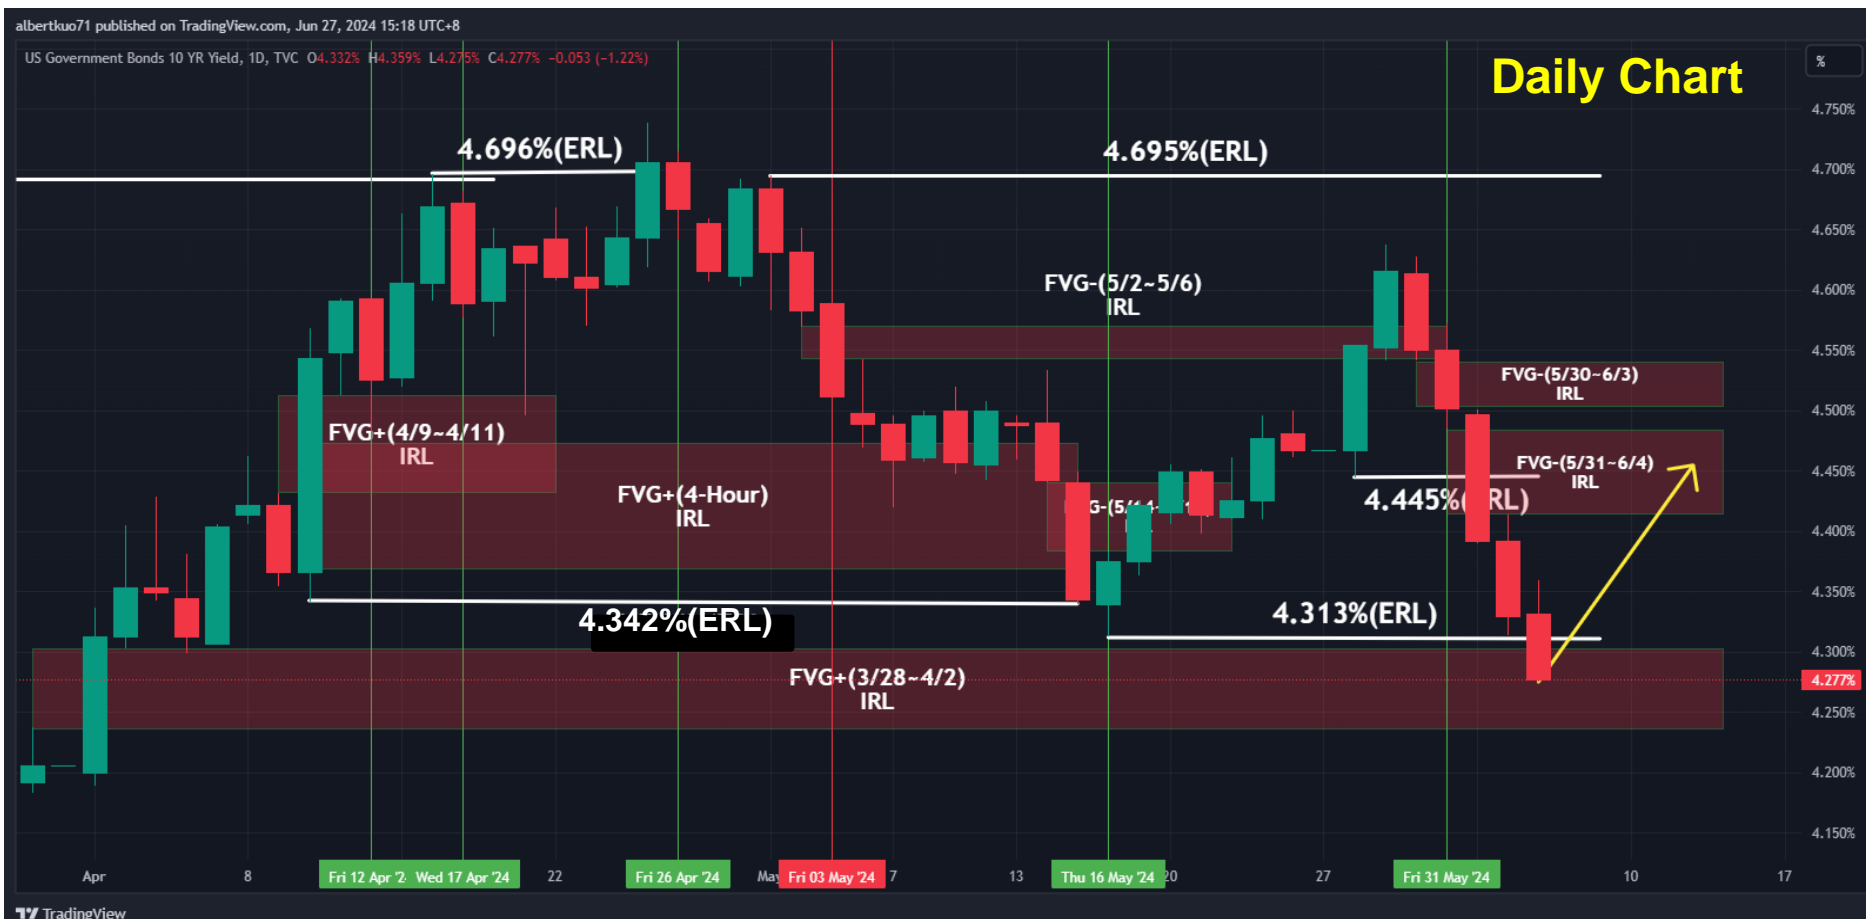 albertkuo71 published on TradingView.com, Jun 27, 2024 15:18 UTC+8
US Government Bonds 10 YR Yield, 1D, TVC O4.332% H4.359% L4.275% C4.277% −0.053 (−1.22%)
Daily Chart
%
4.750%
4.696%(ERL)
4.695%(ERL)
4.700%
4.650%
FVG-(5/2~5/6)
IRL
4.600%
4.550%
FVG-(5/30~6/3)
IRL
4.500%
FVG+(4/9~4/11)
IRL
FVG-(5/31~6/4)
IRL
4.450%
FVG+(4-Hour)
IRL
4.445%(ERL)
4.400%
4.350%
4.342%(ERL)
4.313%(ERL)
4.300%
FVG+(3/28~4/2)
IRL
4.277%
4.250%
4.200%
4.150%
Apr 8 Fri 12 Apr '2 Wed 17 Apr '24 22 Fri 26 Apr '24 May Fri 03 May '24 7 13 Thu 16 May '24 20 27 Fri 31 May '24 10 17
TradingView